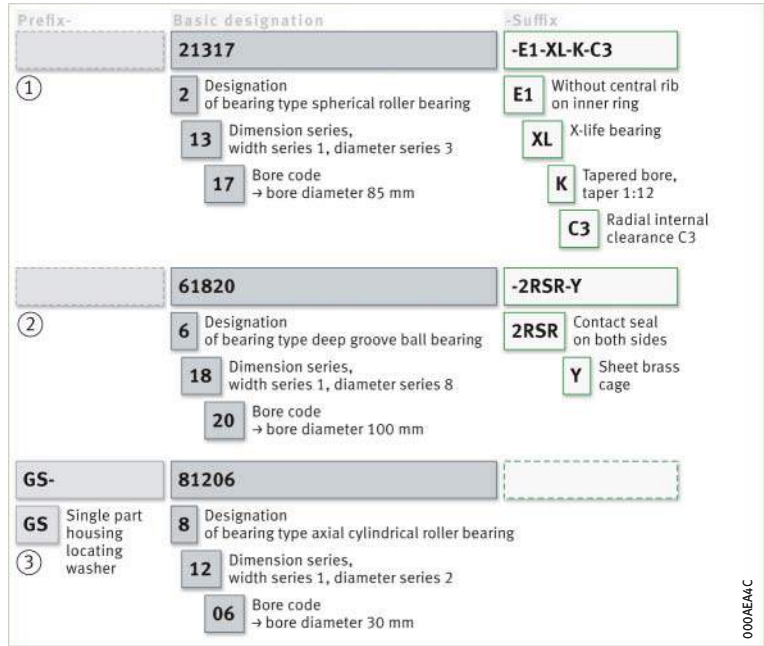 Prefix- Basic designation -Suffix
21317 -E1-XL-K-C3
①
2 Designation
of bearing type spherical roller bearing
13 Dimension series,
width series 1, diameter series 3
17 Bore code
→ bore diameter 85 mm
E1 Without central rib
on inner ring
XL X-life bearing
K Tapered bore,
taper 1:12
C3 Radial internal
clearance C3
61820 -2RSR-Y
②
6 Designation
of bearing type deep groove ball bearing
18 Dimension series,
width series 1, diameter series 8
20 Bore code
→ bore diameter 100 mm
2RSR Contact seal
on both sides
Y Sheet brass
cage
GS- 81206
GS Single part
housing
locating
washer
③
8 Designation
of bearing type axial cylindrical roller bearing
12 Dimension series,
width series 1, diameter series 2
06 Bore code
→ bore diameter 30 mm
000AEA4C